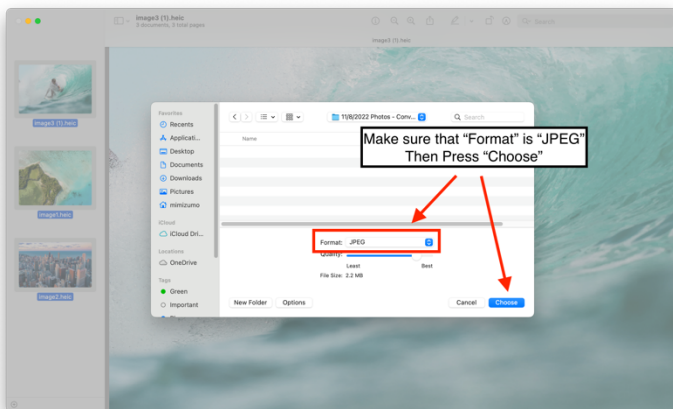 image3 (1).heic
3 documents, 3 total pages
Search
image3 (1).heic
image3 (1).heic
image1.heic
image2.heic
Favorites
Recents
Applicati...
Desktop
Documents
Downloads
Pictures
mimizumo
iCloud
iCloud Dri...
Locations
OneDrive
Tags
Green
Important
11/8/2022 Photos - Conv...
Search
Name
Make sure that “Format” is “JPEG”
Then Press “Choose”
Format: JPEG
Quality:
Least Best
File Size: 2.2 MB
New Folder Options Cancel Choose